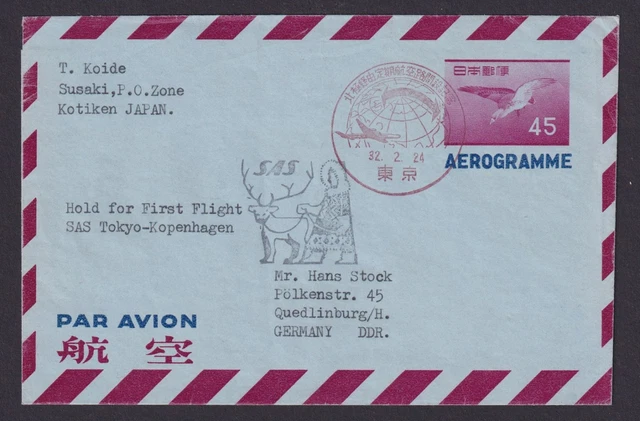 T. Koide
Susaki,P.O.Zone
Kotiken JAPAN.
日本郵便
45
AEROGRAMME
32. 2. 24
東京
SAS
Hold for First Flight
SAS Tokyo-Kopenhagen
Mr. Hans Stock
Pölkenstr. 45
Quedlinburg/H.
GERMANY DDR.
PAR AVION
航空